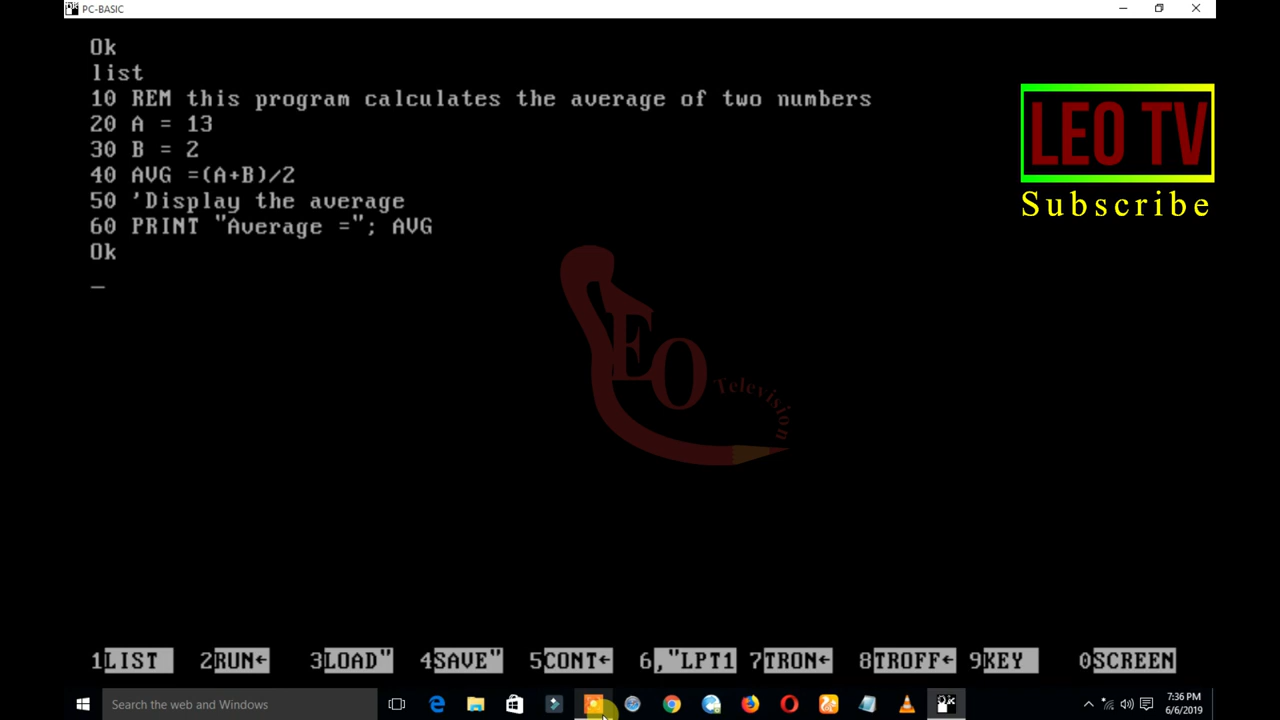 PC-BASIC
Ok
list
10 REM this program calculates the average of two numbers
20 A = 13
30 B = 2
40 AVG =(A+B)/2
50 'Display the average
60 PRINT "Average ="; AVG
Ok
_
LEO TV
Subscribe
EO
Television
1LIST 2RUN← 3LOAD" 4SAVE" 5CONT← 6,"LPT1 7TRON← 8TROFF← 9KEY 0SCREEN
Search the web and Windows
7:36 PM
6/6/2019